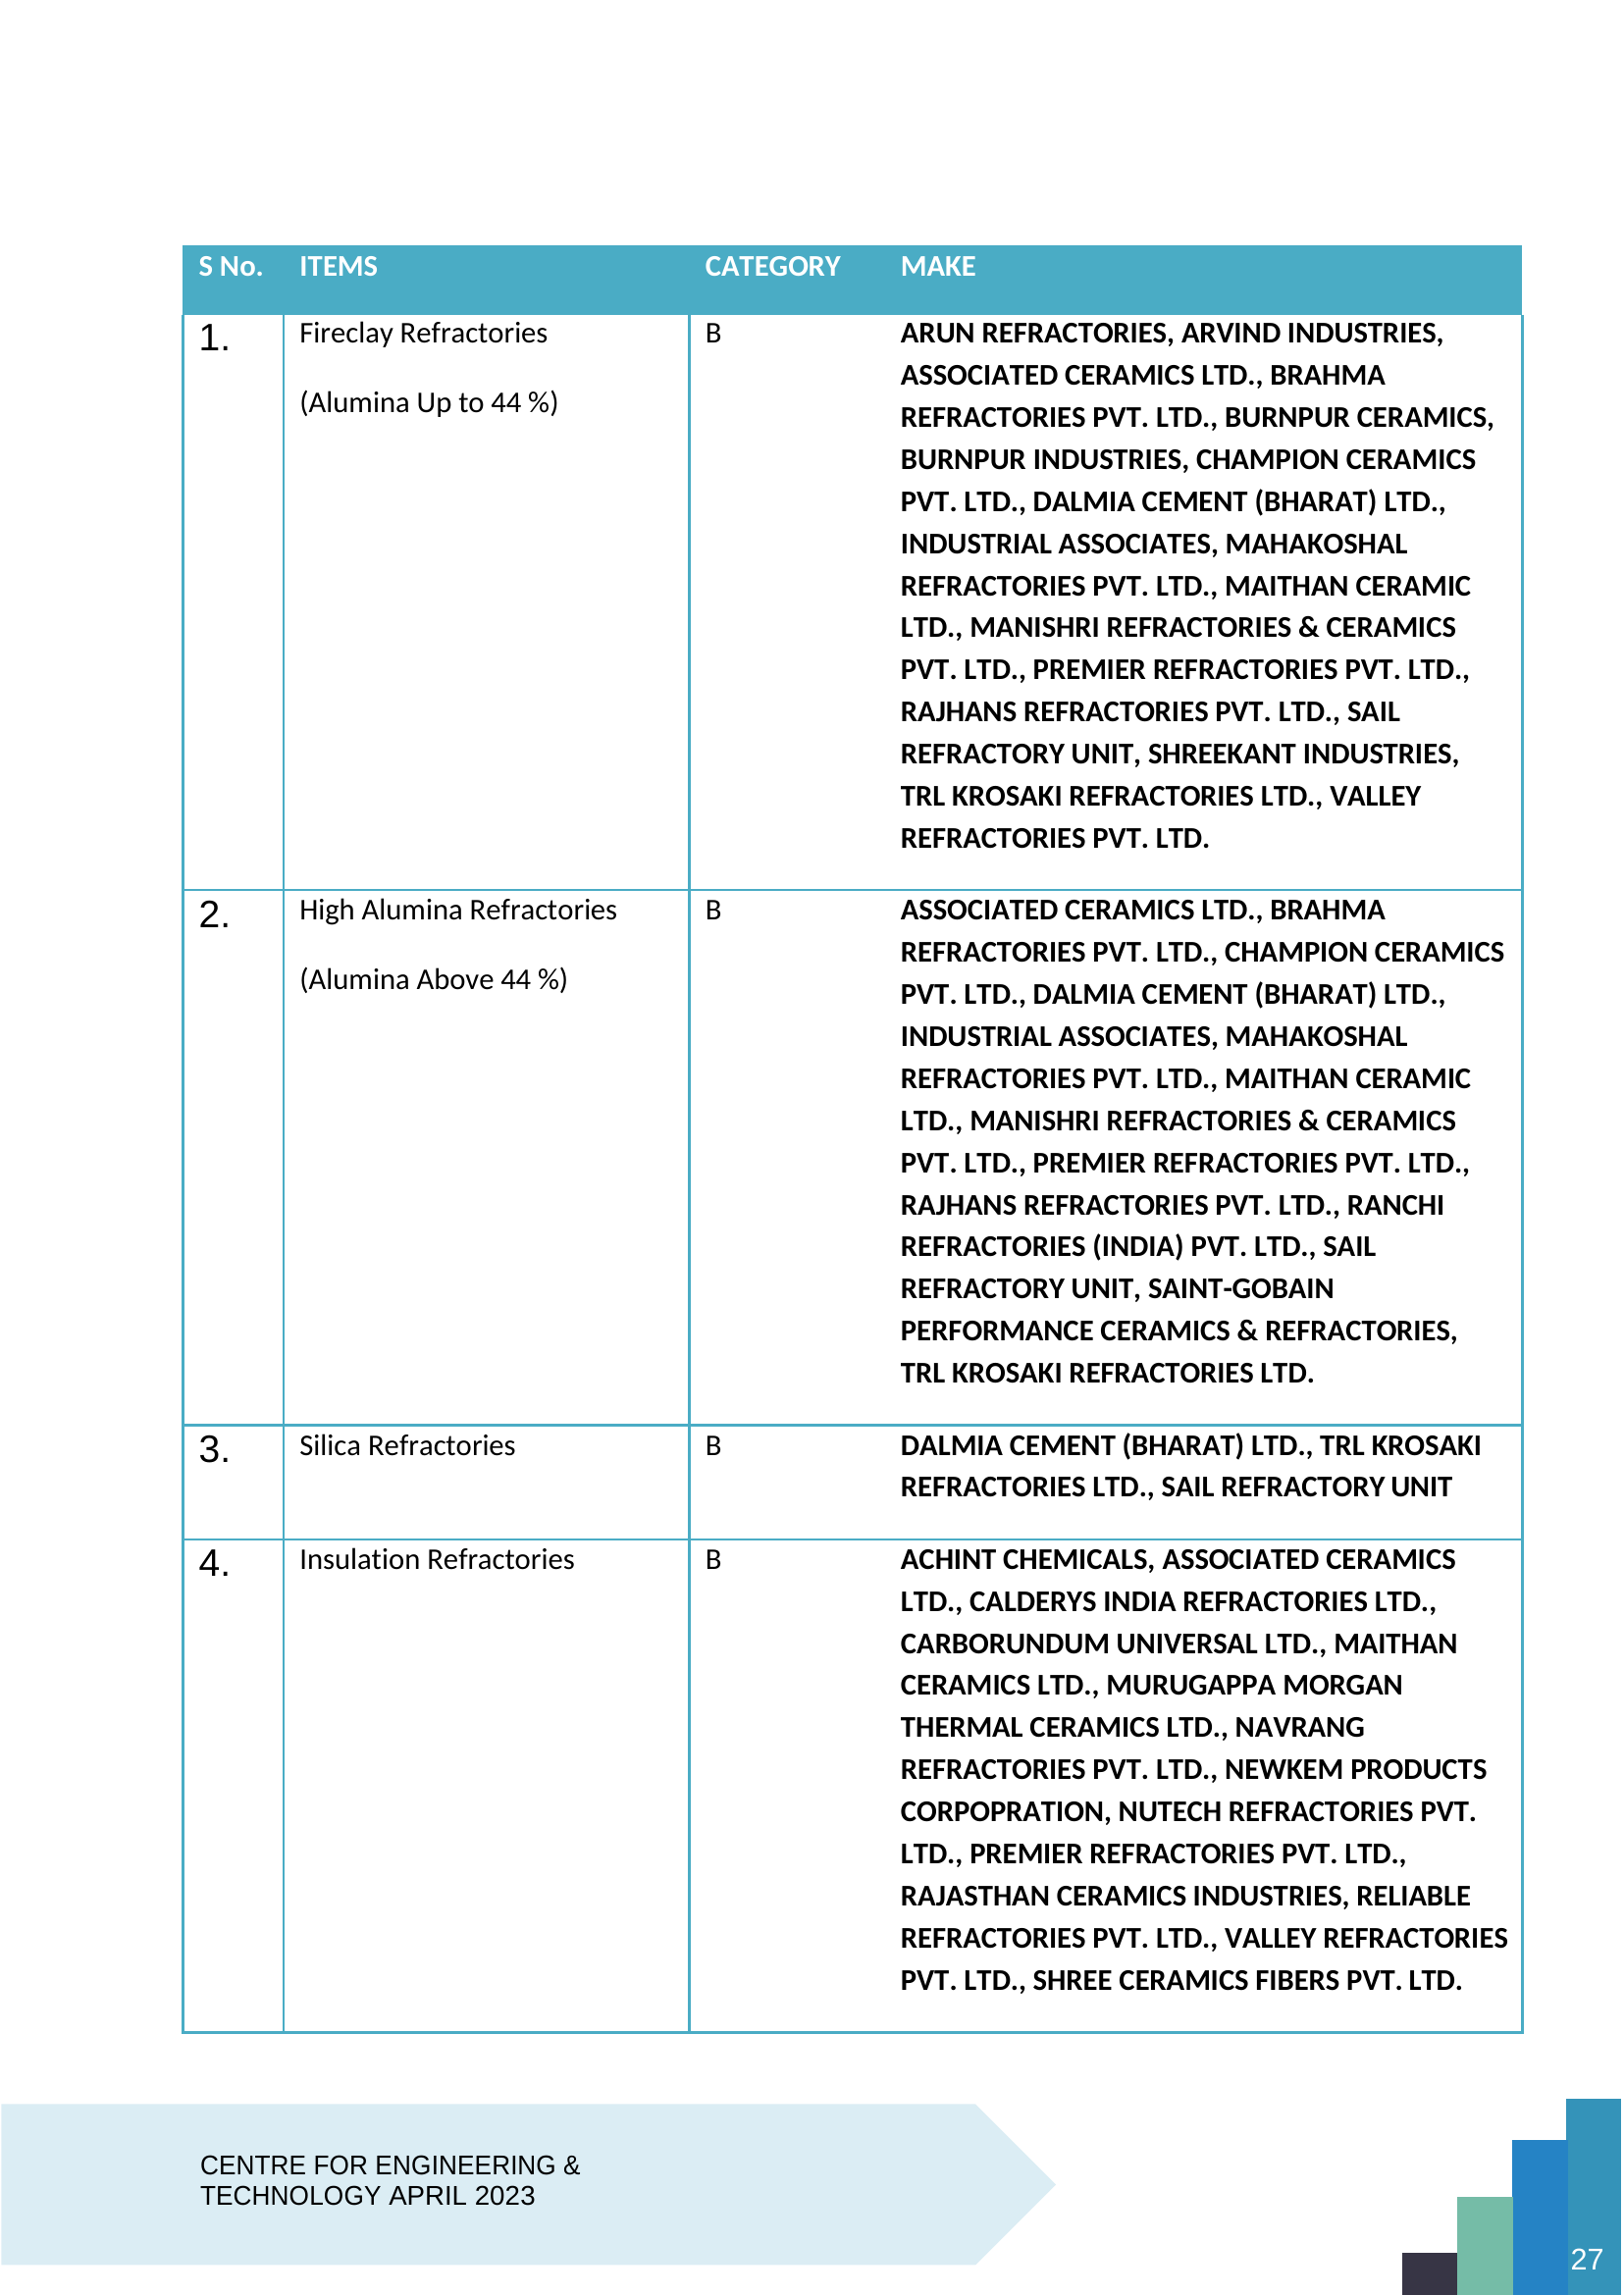 S No. ITEMS CATEGORY MAKE
1. Fireclay Refractories B ARUN REFRACTORIES, ARVIND INDUSTRIES,
ASSOCIATED CERAMICS LTD., BRAHMA
(Alumina Up to 44 %) REFRACTORIES PVT. LTD., BURNPUR CERAMICS,
BURNPUR INDUSTRIES, CHAMPION CERAMICS
PVT. LTD., DALMIA CEMENT (BHARAT) LTD.,
INDUSTRIAL ASSOCIATES, MAHAKOSHAL
REFRACTORIES PVT. LTD., MAITHAN CERAMIC
LTD., MANISHRI REFRACTORIES & CERAMICS
PVT. LTD., PREMIER REFRACTORIES PVT. LTD.,
RAJHANS REFRACTORIES PVT. LTD., SAIL
REFRACTORY UNIT, SHREEKANT INDUSTRIES,
TRL KROSAKI REFRACTORIES LTD., VALLEY
REFRACTORIES PVT. LTD.
2. High Alumina Refractories B ASSOCIATED CERAMICS LTD., BRAHMA
REFRACTORIES PVT. LTD., CHAMPION CERAMICS
(Alumina Above 44 %) PVT. LTD., DALMIA CEMENT (BHARAT) LTD.,
INDUSTRIAL ASSOCIATES, MAHAKOSHAL
REFRACTORIES PVT. LTD., MAITHAN CERAMIC
LTD., MANISHRI REFRACTORIES & CERAMICS
PVT. LTD., PREMIER REFRACTORIES PVT. LTD.,
RAJHANS REFRACTORIES PVT. LTD., RANCHI
REFRACTORIES (INDIA) PVT. LTD., SAIL
REFRACTORY UNIT, SAINT-GOBAIN
PERFORMANCE CERAMICS & REFRACTORIES,
TRL KROSAKI REFRACTORIES LTD.
3. Silica Refractories B DALMIA CEMENT (BHARAT) LTD., TRL KROSAKI
REFRACTORIES LTD., SAIL REFRACTORY UNIT
4. Insulation Refractories B ACHINT CHEMICALS, ASSOCIATED CERAMICS
LTD., CALDERYS INDIA REFRACTORIES LTD.,
CARBORUNDUM UNIVERSAL LTD., MAITHAN
CERAMICS LTD., MURUGAPPA MORGAN
THERMAL CERAMICS LTD., NAVRANG
REFRACTORIES PVT. LTD., NEWKEM PRODUCTS
CORPOPRATION, NUTECH REFRACTORIES PVT.
LTD., PREMIER REFRACTORIES PVT. LTD.,
RAJASTHAN CERAMICS INDUSTRIES, RELIABLE
REFRACTORIES PVT. LTD., VALLEY REFRACTORIES
PVT. LTD., SHREE CERAMICS FIBERS PVT. LTD.
CENTRE FOR ENGINEERING &
TECHNOLOGY APRIL 2023
27